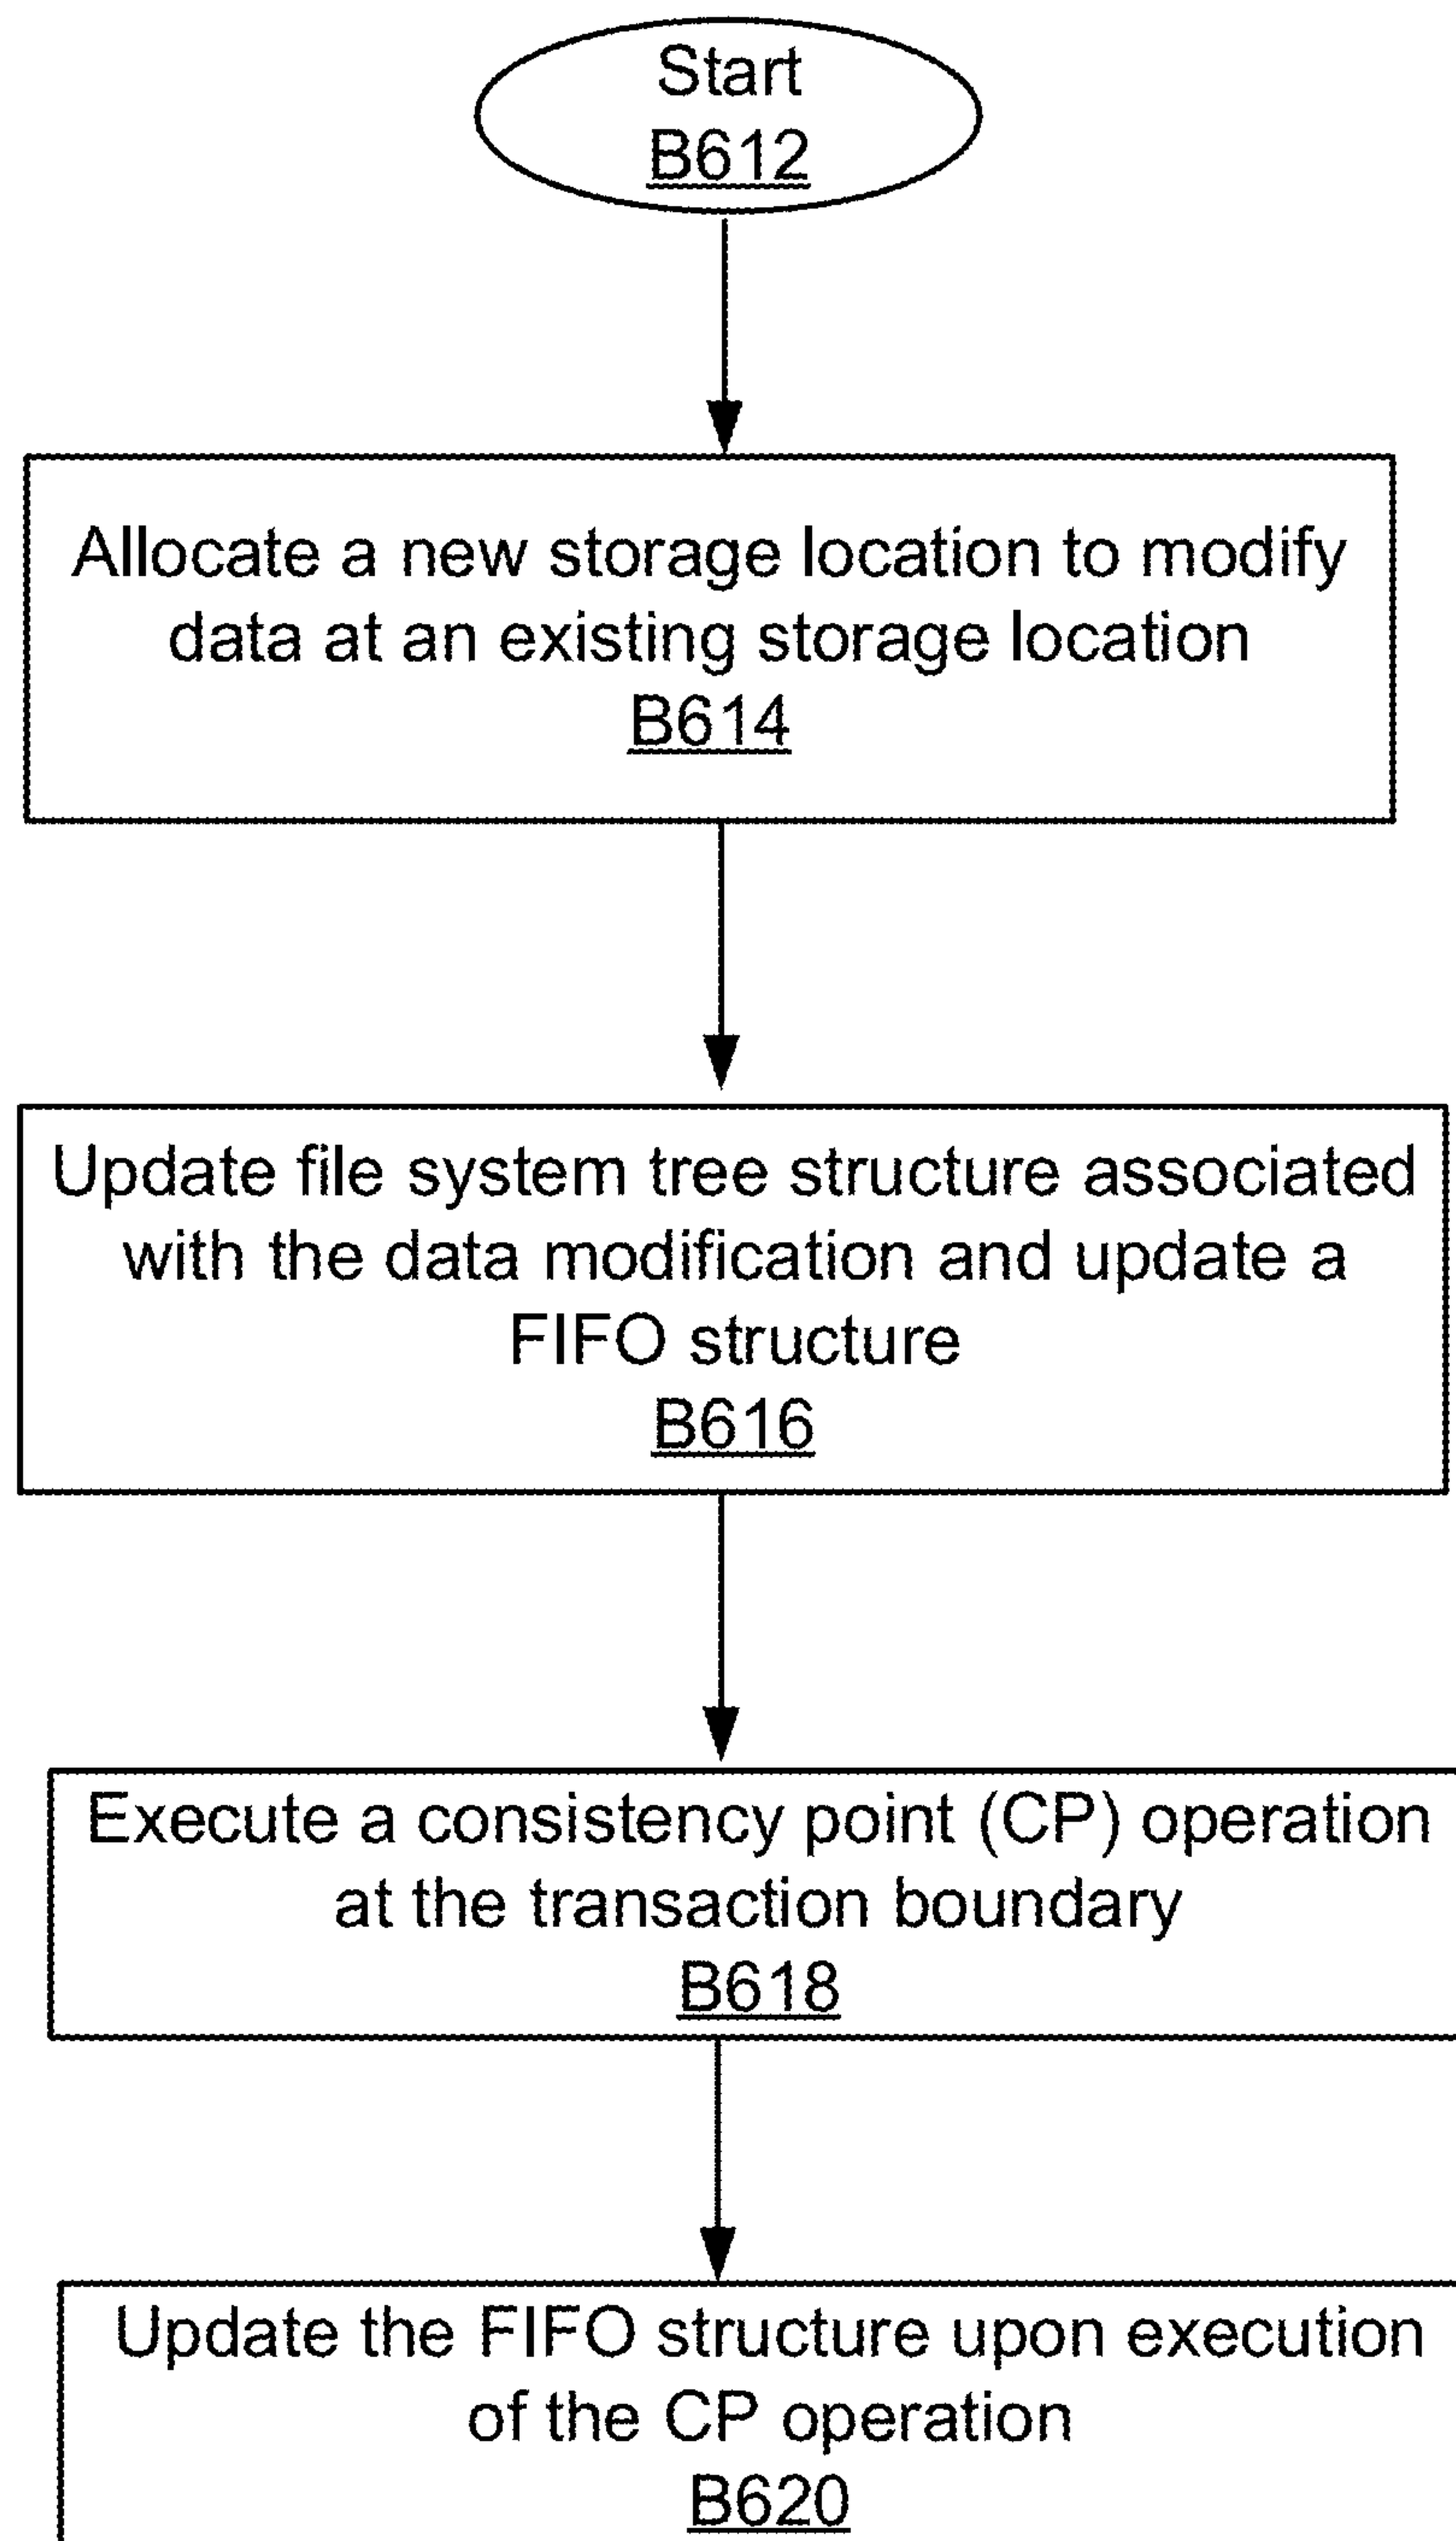 Start
B612
Allocate a new storage location to modify
data at an existing storage location
B614
Update file system tree structure associated
with the data modification and update a
FIFO structure
B616
Execute a consistency point (CP) operation
at the transaction boundary
B618
Update the FIFO structure upon execution
of the CP operation
B620